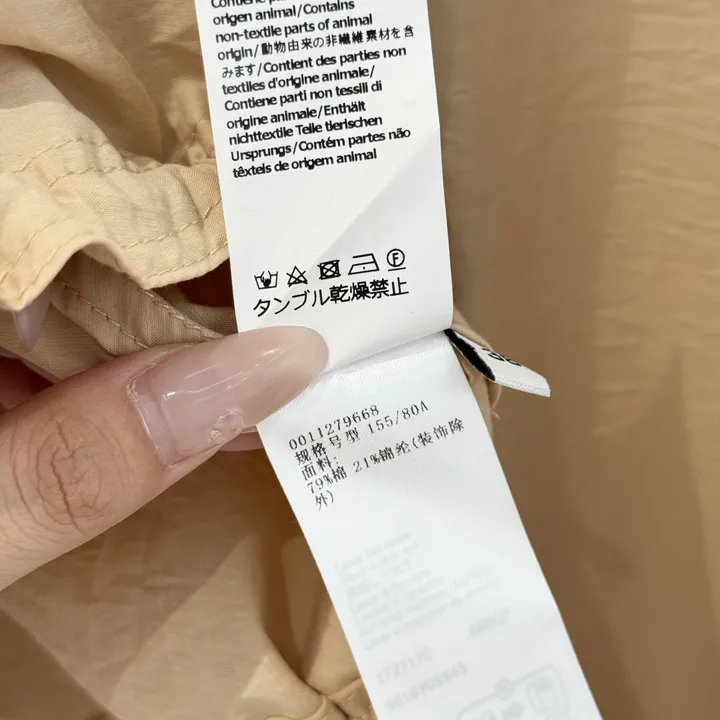 Contiene
origen animal/Contains
non-textile parts of animal
origin/動物由来の非繊維素材を含
みます/Contient des parties non
textiles d'origine animale/
Contiene parti non tessili di
origine animale/Enthält
nichttextile Teile tierischen
Ursprungs/Contém partes não
têxteis de origem animal
F
タンブル乾燥禁止
0011279668
规格号型 155/80A
面料:
79%棉 21%锦纶(装饰除
外)